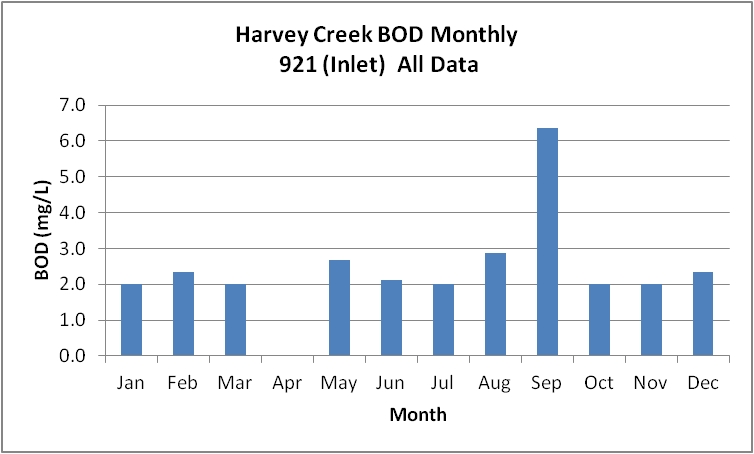 Harvey Creek BOD Monthly
921 (Inlet)  All Data
7.0
6.0
5.0
4.0
3.0
2.0
1.0
0.0
BOD (mg/L)
Jan Feb Mar Apr May Jun Jul Aug Sep Oct Nov Dec
Month